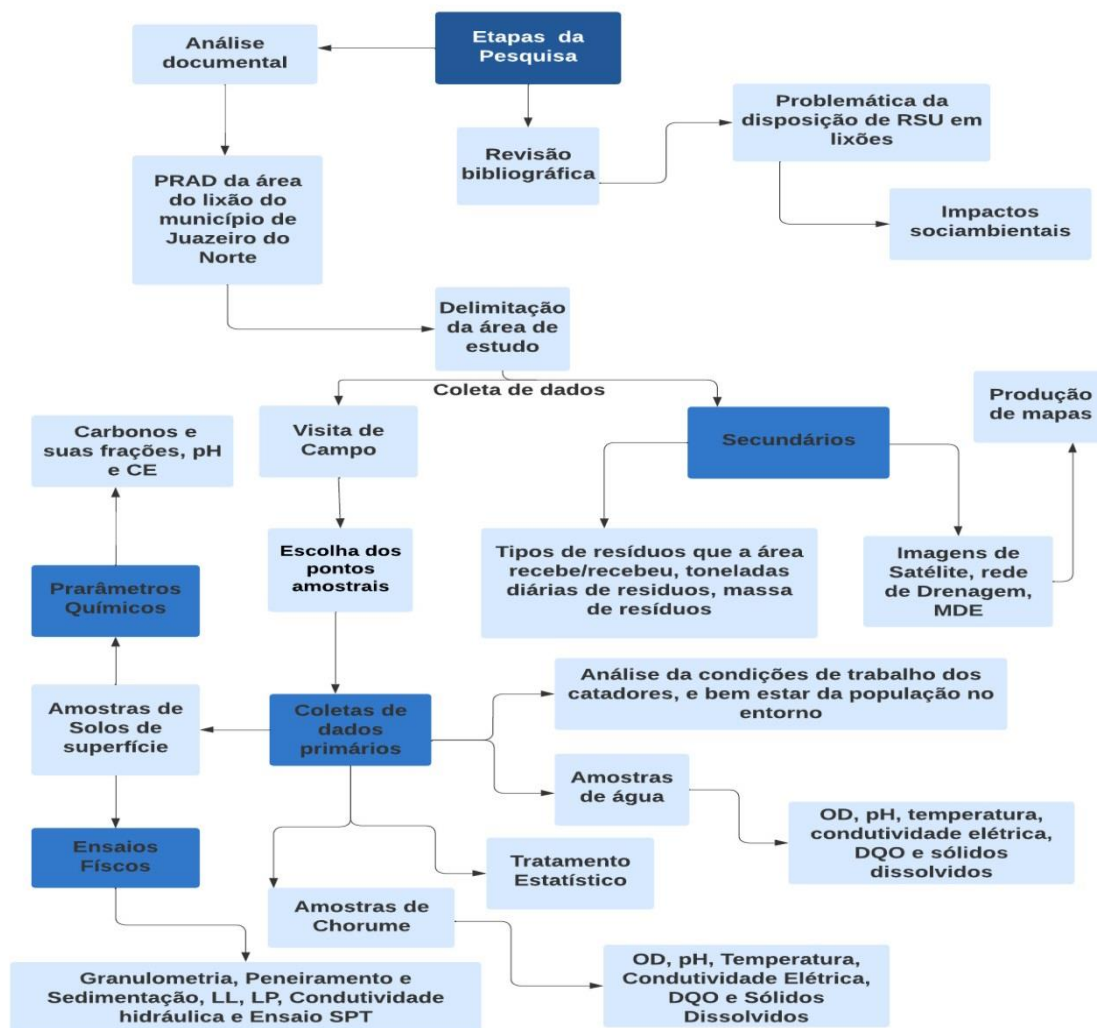 Etapas da
Pesquisa
Análise
documental
Revisão
bibliográfica
Problemática da
disposição de RSU em
lixões
Impactos
sociambientais
PRAD da área
do lixão do
município de
Juazeiro do
Norte
Delimitação
da área de
estudo
Coleta de dados
Visita de
Campo
Secundários
Produção
de mapas
Carbonos e
suas frações, pH
e CE
Escolha dos
pontos
amostrais
Tipos de resíduos que a área
recebe/recebeu, toneladas
diárias de residuos, massa
de resíduos
Imagens de
Satélite, rede
de Drenagem,
MDE
Prarâmetros
Químicos
Amostras de
Solos de
superfície
Coletas de
dados
primários
Análise da condições de trabalho dos
catadores, e bem estar da população no
entorno
Amostras
de água
OD, pH, temperatura,
condutividade elétrica,
DQO e sólidos
dissolvidos
Ensaios
Físcos
Tratamento
Estatístico
Amostras de
Chorume
Granulometria, Peneiramento e
Sedimentação, LL, LP, Condutividade
hidráulica e Ensaio SPT
OD, pH, Temperatura,
Condutividade Elétrica,
DQO e Sólidos
Dissolvidos